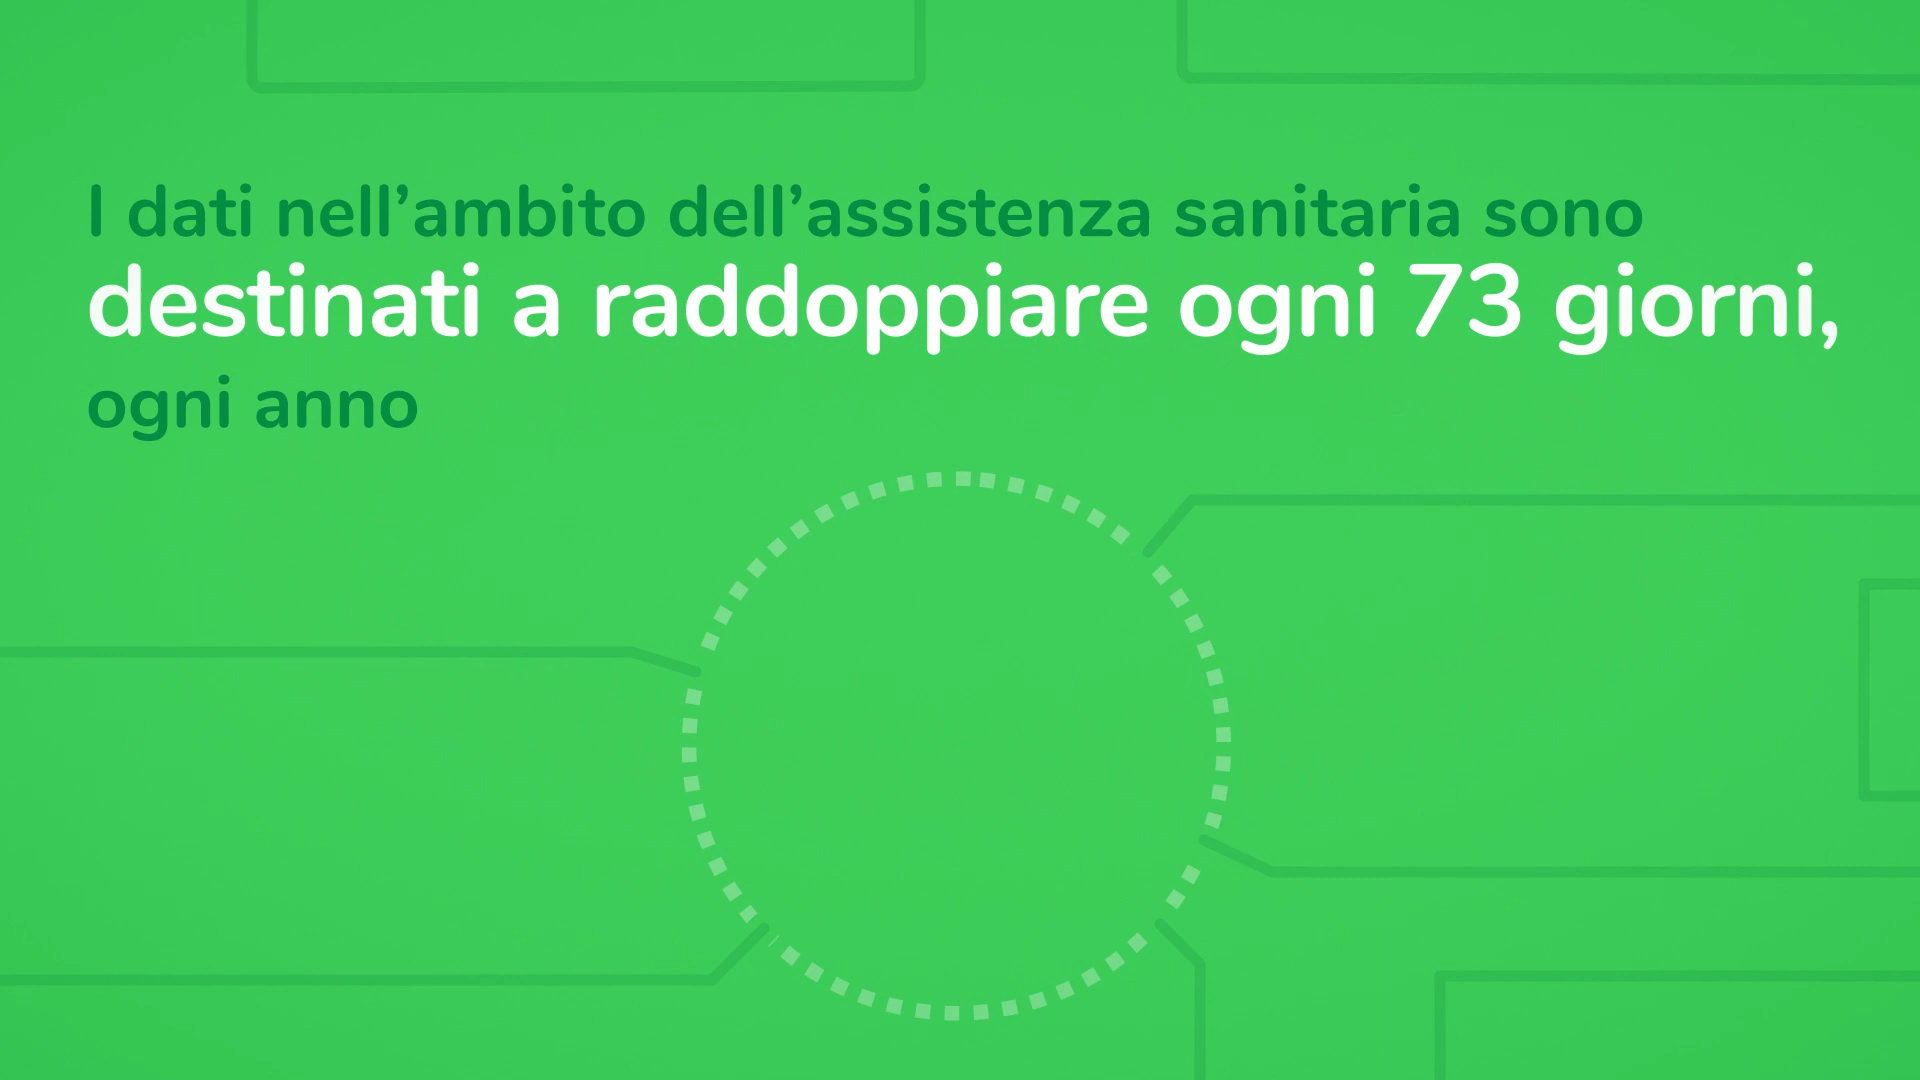 I dati nell’ambito dell’assistenza sanitaria sono
destinati a raddoppiare ogni 73 giorni,
ogni anno